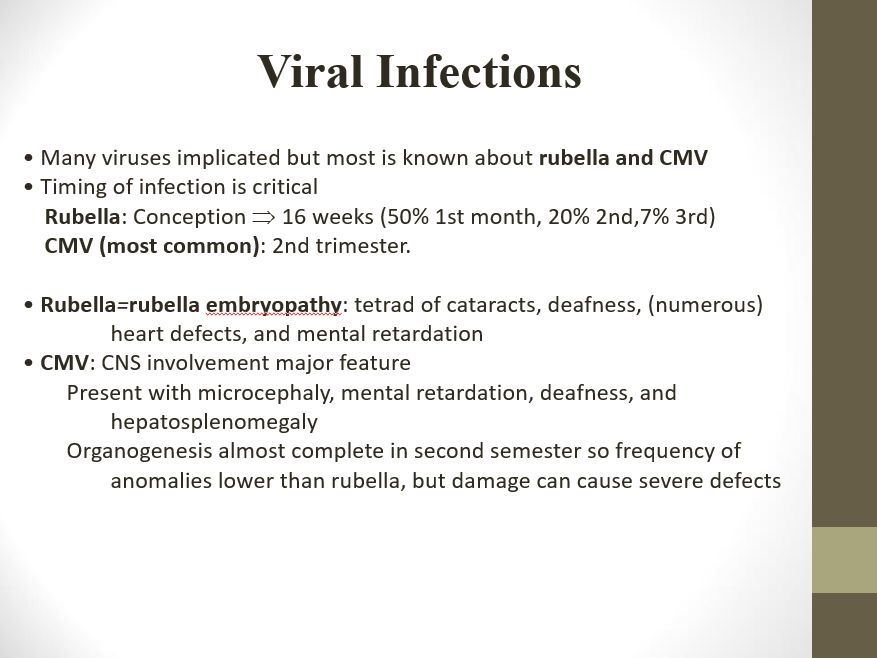 Viral Infections
• Many viruses implicated but most is known about rubella and CMV
• Timing of infection is critical
Rubella: Conception ⇒ 16 weeks (50% 1st month, 20% 2nd,7% 3rd)
CMV (most common): 2nd trimester.
• Rubella=rubella embryopathy: tetrad of cataracts, deafness, (numerous)
heart defects, and mental retardation
• CMV: CNS involvement major feature
Present with microcephaly, mental retardation, deafness, and
hepatosplenomegaly
Organogenesis almost complete in second semester so frequency of
anomalies lower than rubella, but damage can cause severe defects